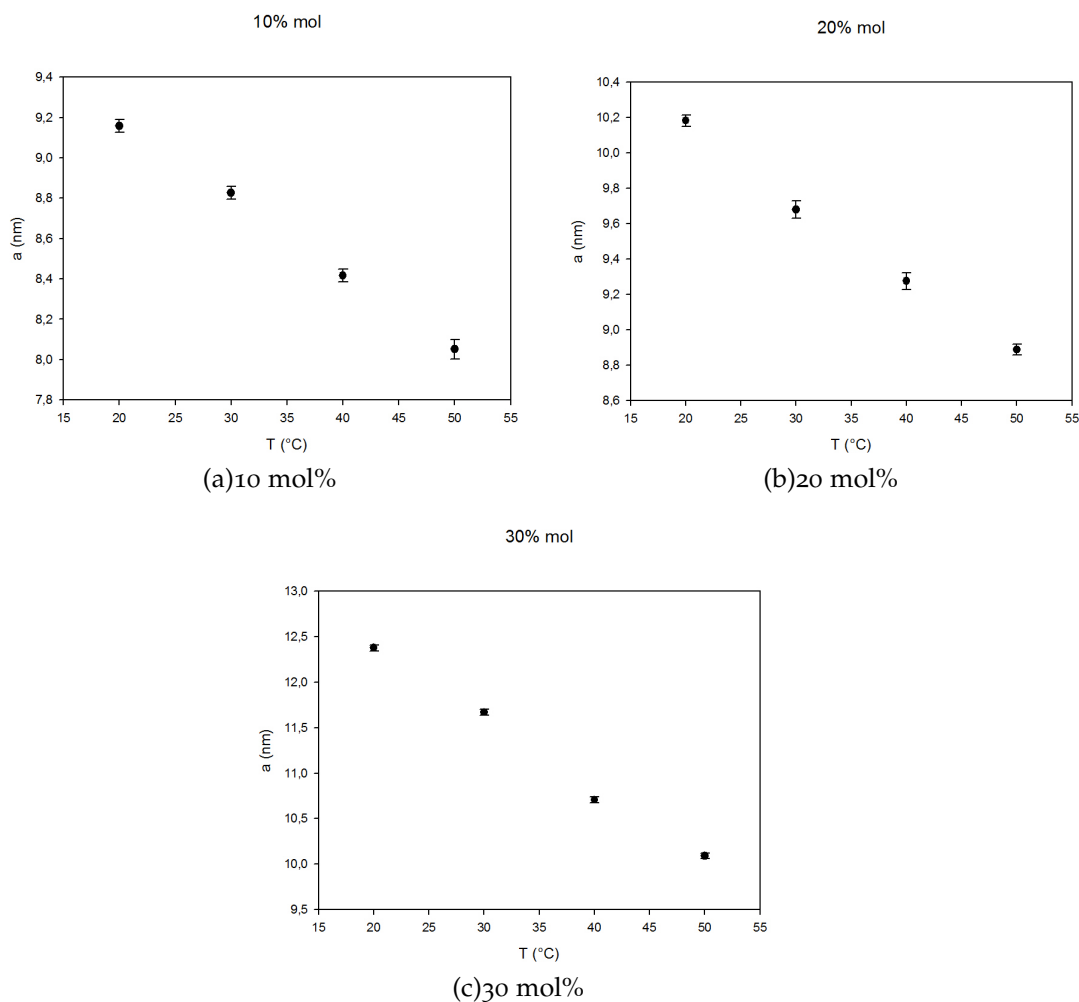 10% mol
9,4
9,2
9,0
8,8
8,6
8,4
8,2
8,0
7,8
a (nm)
15 20 25 30 35 40 45 50 55
T (°C)
(a)10 mol%
20% mol
10,4
10,2
10,0
9,8
9,6
9,4
9,2
9,0
8,8
8,6
a (nm)
15 20 25 30 35 40 45 50 55
T (°C)
(b)20 mol%
30% mol
13,0
12,5
12,0
11,5
11,0
10,5
10,0
9,5
a (nm)
15 20 25 30 35 40 45 50 55
T (°C)
(c)30 mol%